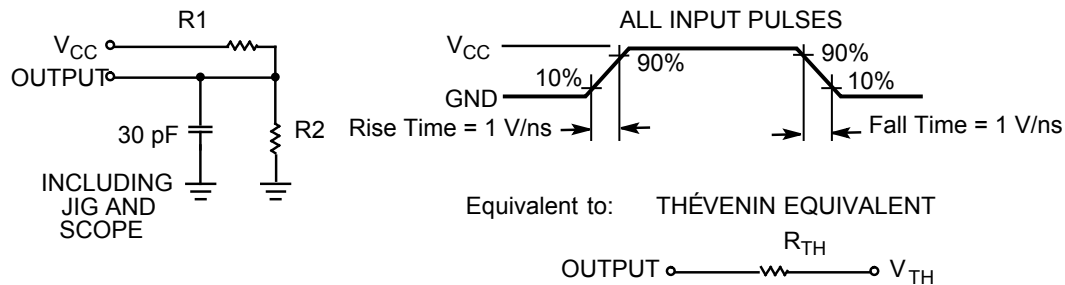 R1
VCC
OUTPUT
30 pF
R2
INCLUDING
JIG AND
SCOPE
ALL INPUT PULSES
VCC
GND
10%
90%
90%
10%
Rise Time = 1 V/ns
Fall Time = 1 V/ns
Equivalent to: THÉVENIN EQUIVALENT
RTH
OUTPUT
VTH